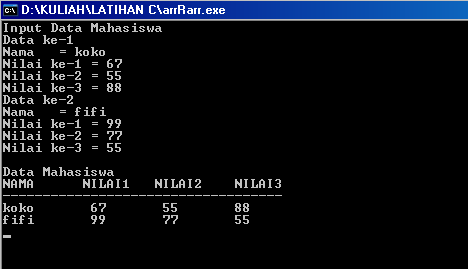 D:\KULIAH\LATIHAN C\arrRarr.exe
Input Data Mahasiswa
Data ke-1
Nama   = koko
Nilai ke-1 = 67
Nilai ke-2 = 55
Nilai ke-3 = 88
Data ke-2
Nama   = fifi
Nilai ke-1 = 99
Nilai ke-2 = 77
Nilai ke-3 = 55
Data Mahasiswa
NAMA      NILAI1   NILAI2    NILAI3
-----------------------------------
koko       67       55       88
fifi       99       77       55